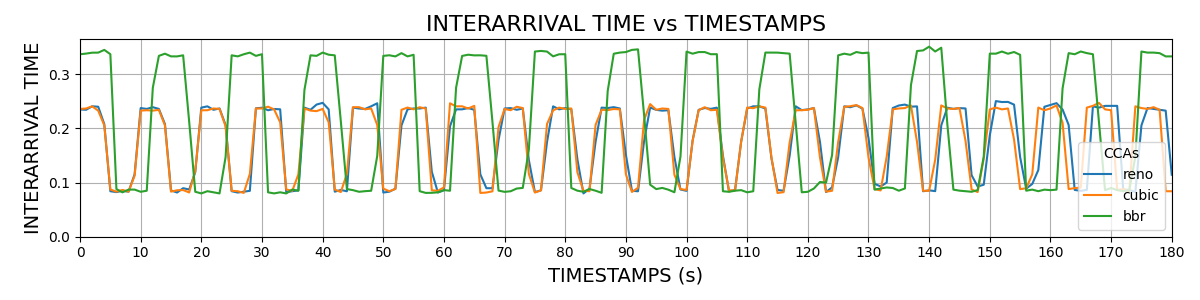 INTERARRIVAL TIME vs TIMESTAMPS
INTERARRIVAL TIME
0.3
0.2
0.1
0.0
CCAs
reno
cubic
bbr
0 10 20 30 40 50 60 70 80 90 100 110 120 130 140 150 160 170 180
TIMESTAMPS (s)